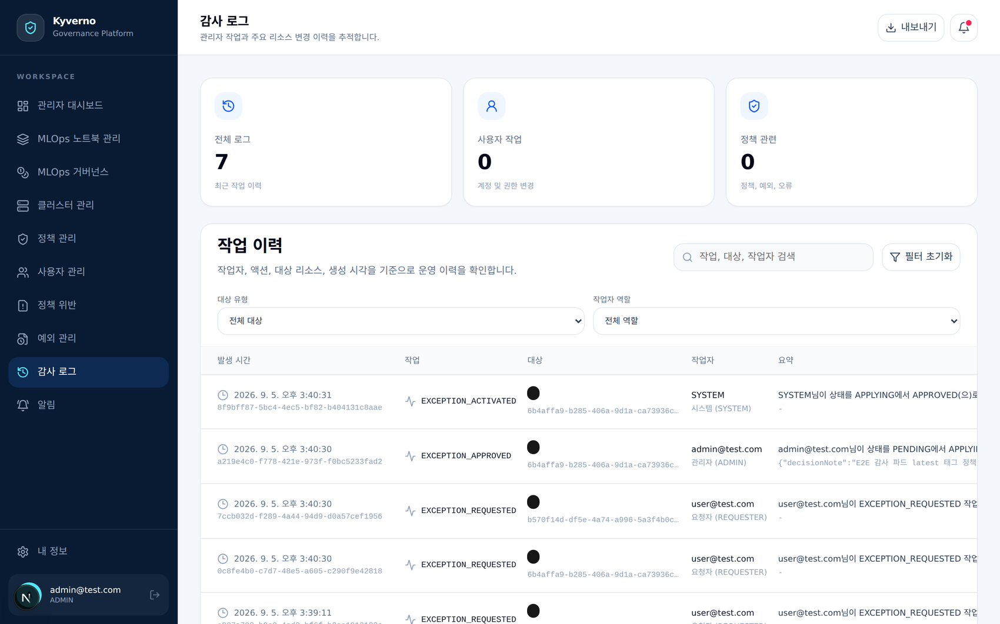 Kyverno
Governance Platform
WORKSPACE
관리자 대시보드
MLOps 노트북 관리
MLOps 거버넌스
클러스터 관리
정책 관리
사용자 관리
정책 위반
예외 관리
감사 로그
알림
내 정보
N
admin@test.com
ADMIN
감사 로그
관리자 작업과 주요 리소스 변경 이력을 추적합니다.
내보내기
전체 로그
7
최근 작업 이력
사용자 작업
0
계정 및 권한 변경
정책 관련
0
정책, 예외, 오류
작업 이력
작업자, 액션, 대상 리소스, 생성 시각을 기준으로 운영 이력을 확인합니다.
작업, 대상, 작업자 검색
필터 초기화
대상 유형
전체 대상
작업자 역할
전체 역할
발생 시간 작업 대상 작업자 요약
2026. 9. 5. 오후 3:40:31
8f9bff87-5bc4-4ec5-bf82-b404131c8aae
EXCEPTION_ACTIVATED
6b4affa9-b285-406a-9d1a-ca73936c…
SYSTEM
시스템 (SYSTEM)
SYSTEM님이 상태를 APPLYING에서 APPROVED(으)로
-
2026. 9. 5. 오후 3:40:30
a219e4c0-f778-421e-973f-f0bc5233fad2
EXCEPTION_APPROVED
6b4affa9-b285-406a-9d1a-ca73936c…
admin@test.com
관리자 (ADMIN)
admin@test.com님이 상태를 PENDING에서 APPLYI
{"decisionNote":"E2E 감사 파드 latest 태그 정책
2026. 9. 5. 오후 3:40:30
7ccb032d-f289-4a44-94d9-d0a57cef1956
EXCEPTION_REQUESTED
b570f14d-df5e-4a74-a996-5a3f4b0c…
user@test.com
요청자 (REQUESTER)
user@test.com님이 EXCEPTION_REQUESTED 작업
-
2026. 9. 5. 오후 3:40:30
0c8fe4b0-c7d7-48e5-a605-c290f9e42818
EXCEPTION_REQUESTED
6b4affa9-b285-406a-9d1a-ca73936c…
user@test.com
요청자 (REQUESTER)
user@test.com님이 EXCEPTION_REQUESTED 작업
-
2026. 9. 5. 오후 3:39:11
EXCEPTION_REQUESTED
user@test.com
user@test.com님이 EXCEPTION_REQUESTED 작업